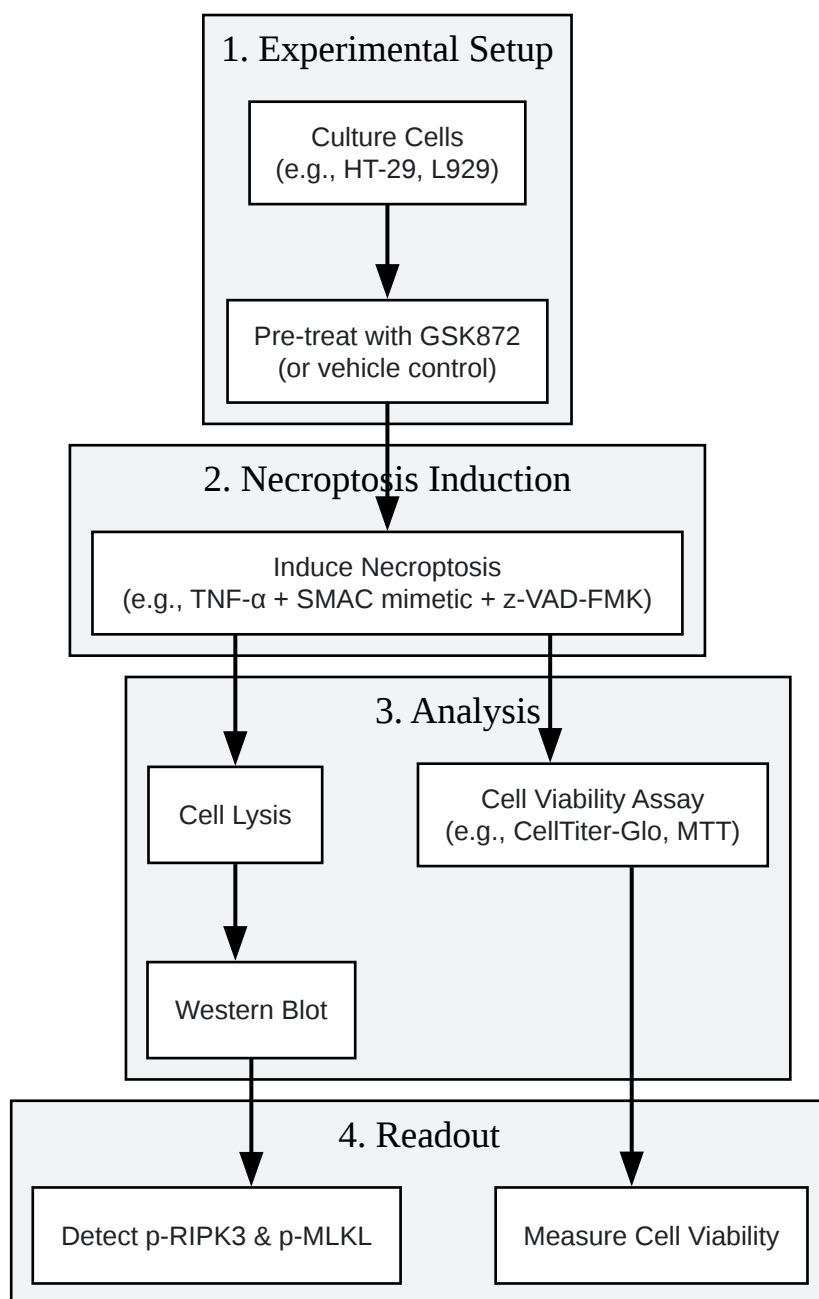 1. Experimental Setup
Culture Cells
(e.g., HT-29, L929)
Pre-treat with GSK872
(or vehicle control)
2. Necroptosis Induction
Induce Necroptosis
(e.g., TNF-α + SMAC mimetic + z-VAD-FMK)
3. Analysis
Cell Lysis
Cell Viability Assay
(e.g., CellTiter-Glo, MTT)
Western Blot
4. Readout
Detect p-RIPK3 & p-MLKL
Measure Cell Viability